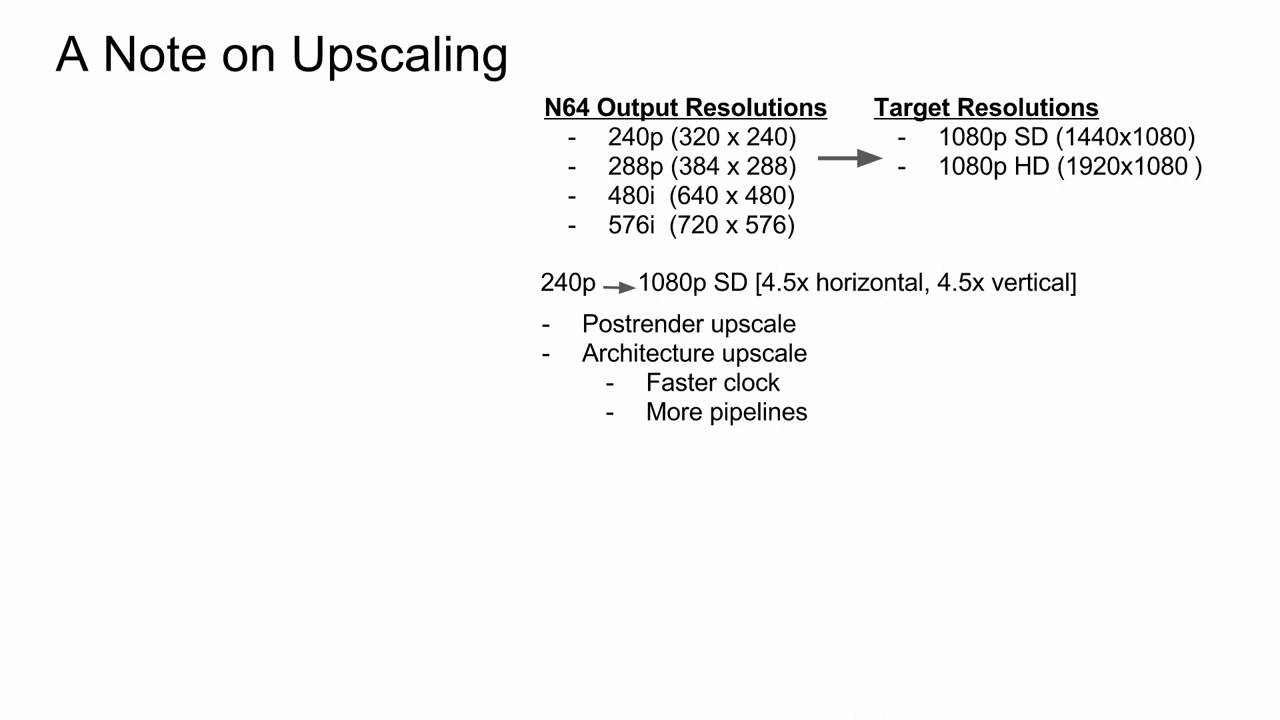 A Note on Upscaling
N64 Output Resolutions
- 240p (320 x 240)
- 288p (384 x 288)
- 480i (640 x 480)
- 576i (720 x 576)
Target Resolutions
- 1080p SD (1440x1080)
- 1080p HD (1920x1080 )
240p 1080p SD [4.5x horizontal, 4.5x vertical]
- Postrender upscale
- Architecture upscale
- Faster clock
- More pipelines